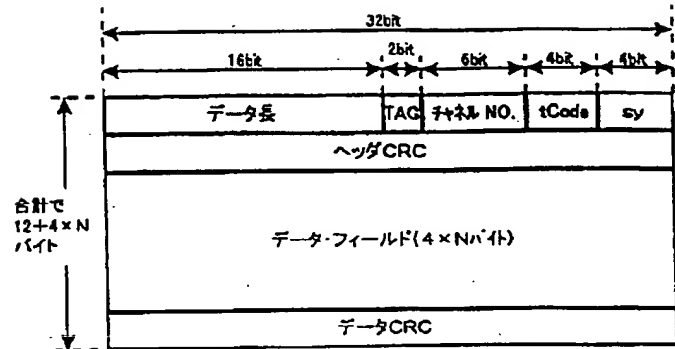 32bit
16bit 2bit 6bit 4bit 4bit
データ長 TAG チャネル NO. tCode sy
ヘッダCRC
合計で
12+4×N
バイト
データ・フィールド(4×Nバイト)
データCRC